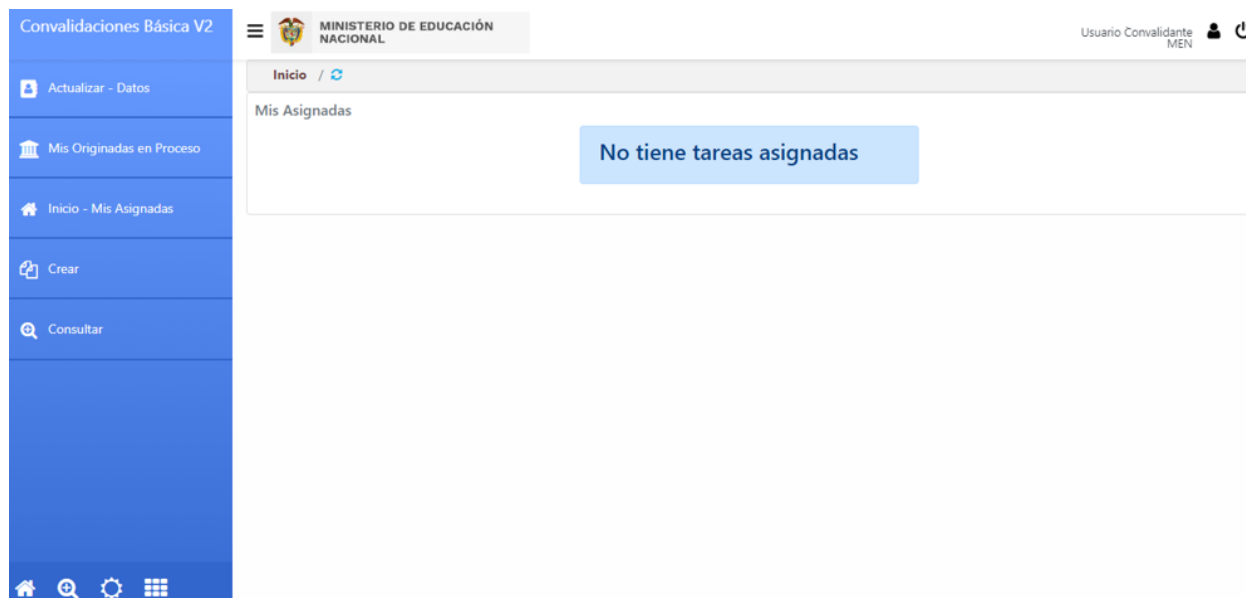 Convalidaciones Básica V2
Actualizar - Datos
Mis Originadas en Proceso
Inicio - Mis Asignadas
Crear
Consultar
MINISTERIO DE EDUCACIÓN
NACIONAL
Usuario Convalidante
MEN
Inicio /
Mis Asignadas
No tiene tareas asignadas